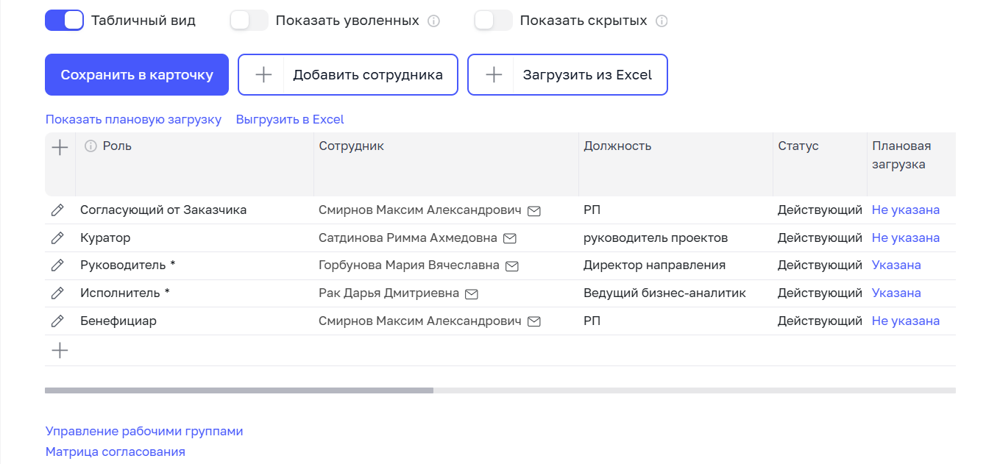 Табличный вид Показать уволенных Показать скрытых
Сохранить в карточку Добавить сотрудника Загрузить из Excel
Показать плановую загрузку Выгрузить в Excel
Роль Сотрудник Должность Статус Плановая загрузка
Согласующий от Заказчика Смирнов Максим Александрович РП Действующий Не указана
Куратор Сатдинова Римма Ахмедовна руководитель проектов Действующий Не указана
Руководитель * Горбунова Мария Вячеславна Директор направления Действующий Указана
Исполнитель * Рак Дарья Дмитриевна Ведущий бизнес-аналитик Действующий Указана
Бенефициар Смирнов Максим Александрович РП Действующий Не указана
Управление рабочими группами
Матрица согласования